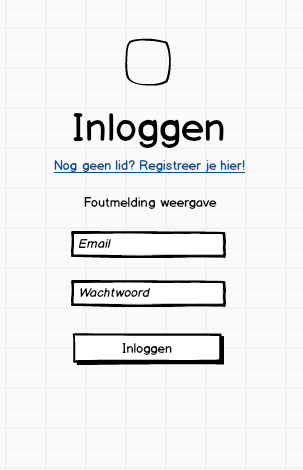 Inloggen
Nog geen lid? Registreer je hier!
Foutmelding weergave
Email
Wachtwoord
Inloggen